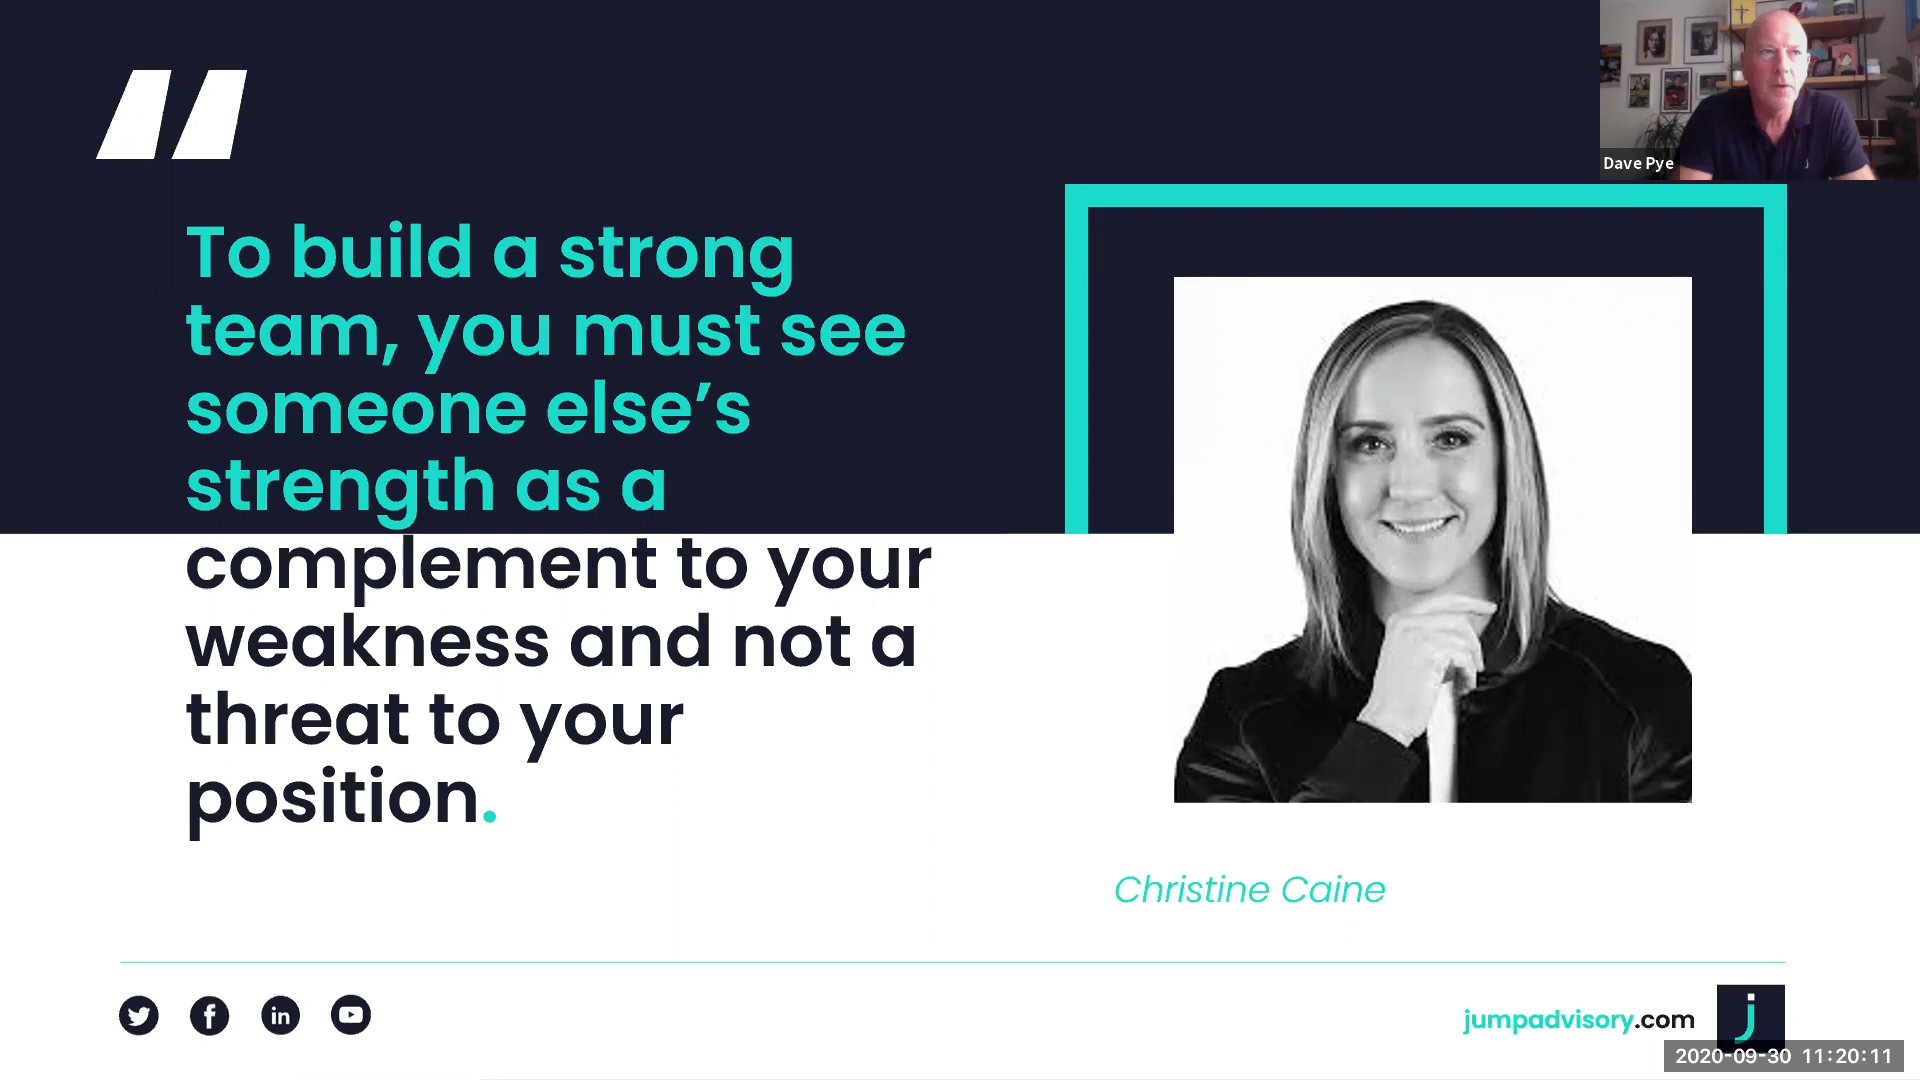 Dave Pye
To build a strong
team, you must see
someone else’s
strength as a
complement to your
weakness and not a
threat to your
position.
Christine Caine
jumpadvisory.com
2020-09-30 11:20:11